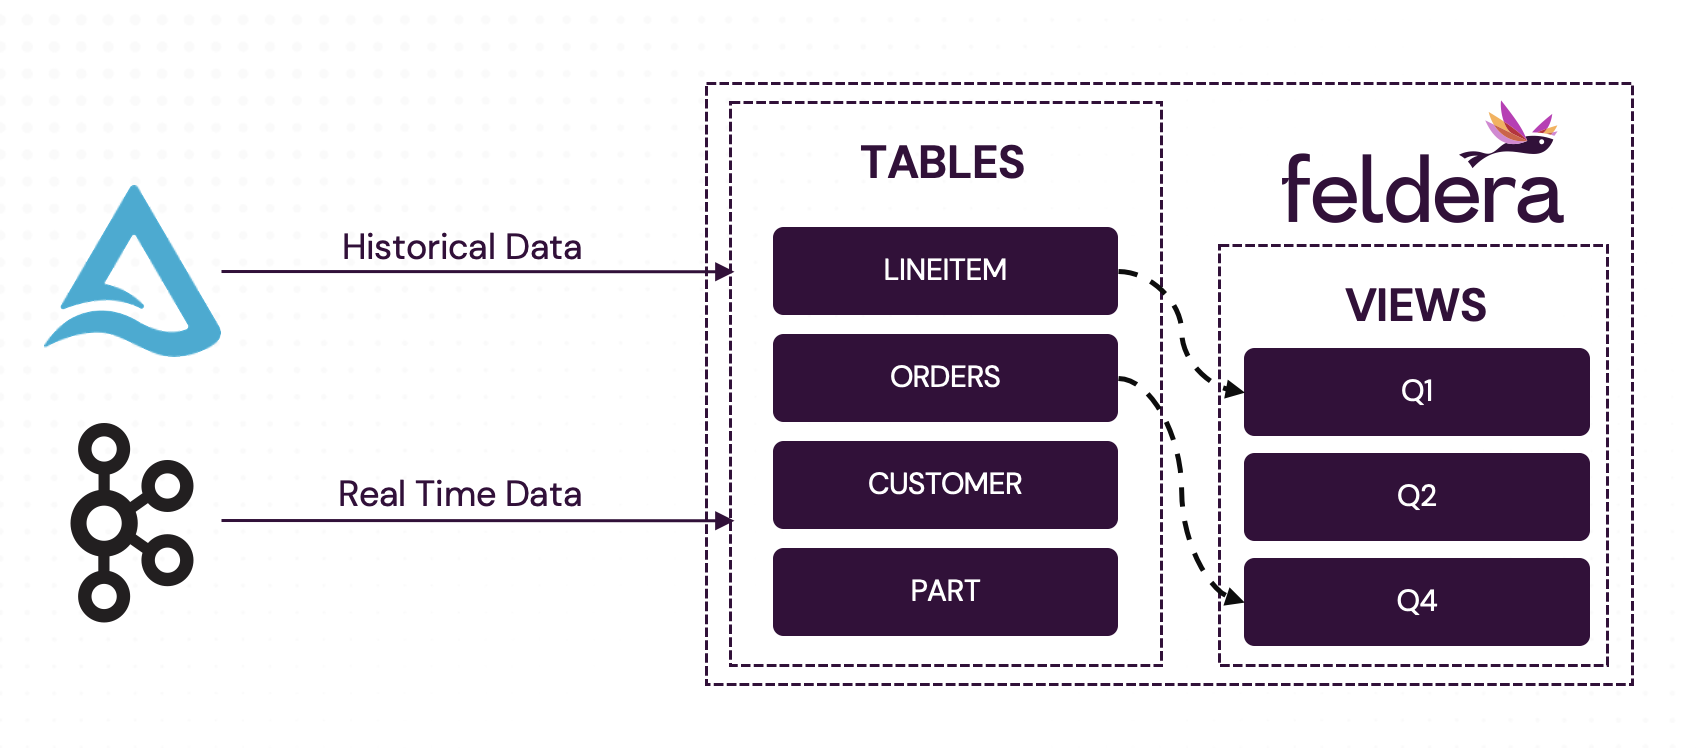 Historical Data
Real Time Data
TABLES
LINEITEM
ORDERS
CUSTOMER
PART
feldera
VIEWS
Q1
Q2
Q4